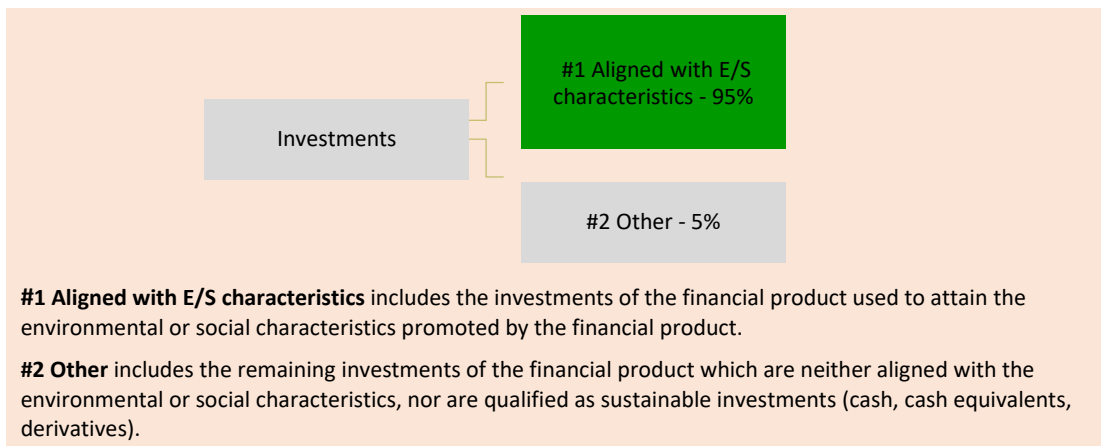 #1 Aligned with E/S
characteristics - 95%
Investments
#2 Other - 5%
#1 Aligned with E/S characteristics includes the investments of the financial product used to attain the
environmental or social characteristics promoted by the financial product.
#2 Other includes the remaining investments of the financial product which are neither aligned with the
environmental or social characteristics, nor are qualified as sustainable investments (cash, cash equivalents,
derivatives).